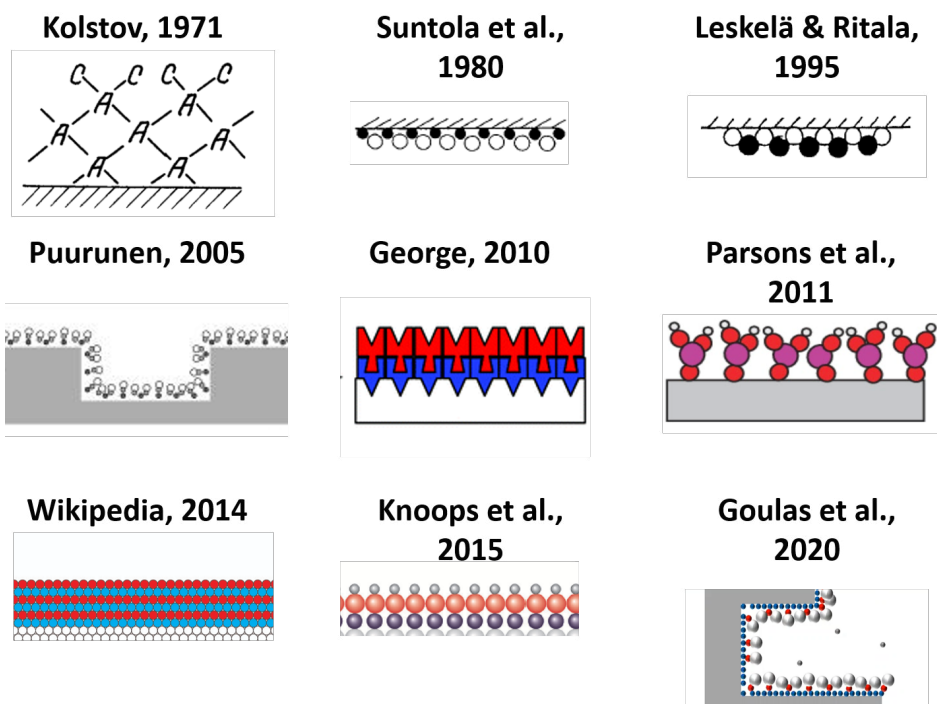 Kolstov, 1971
Suntola et al.,
1980
Leskelä & Ritala,
1995
C C C C
A A
A A A
A A
Puurunen, 2005
George, 2010
Parsons et al.,
2011
Wikipedia, 2014
Knoops et al.,
2015
Goulas et al.,
2020